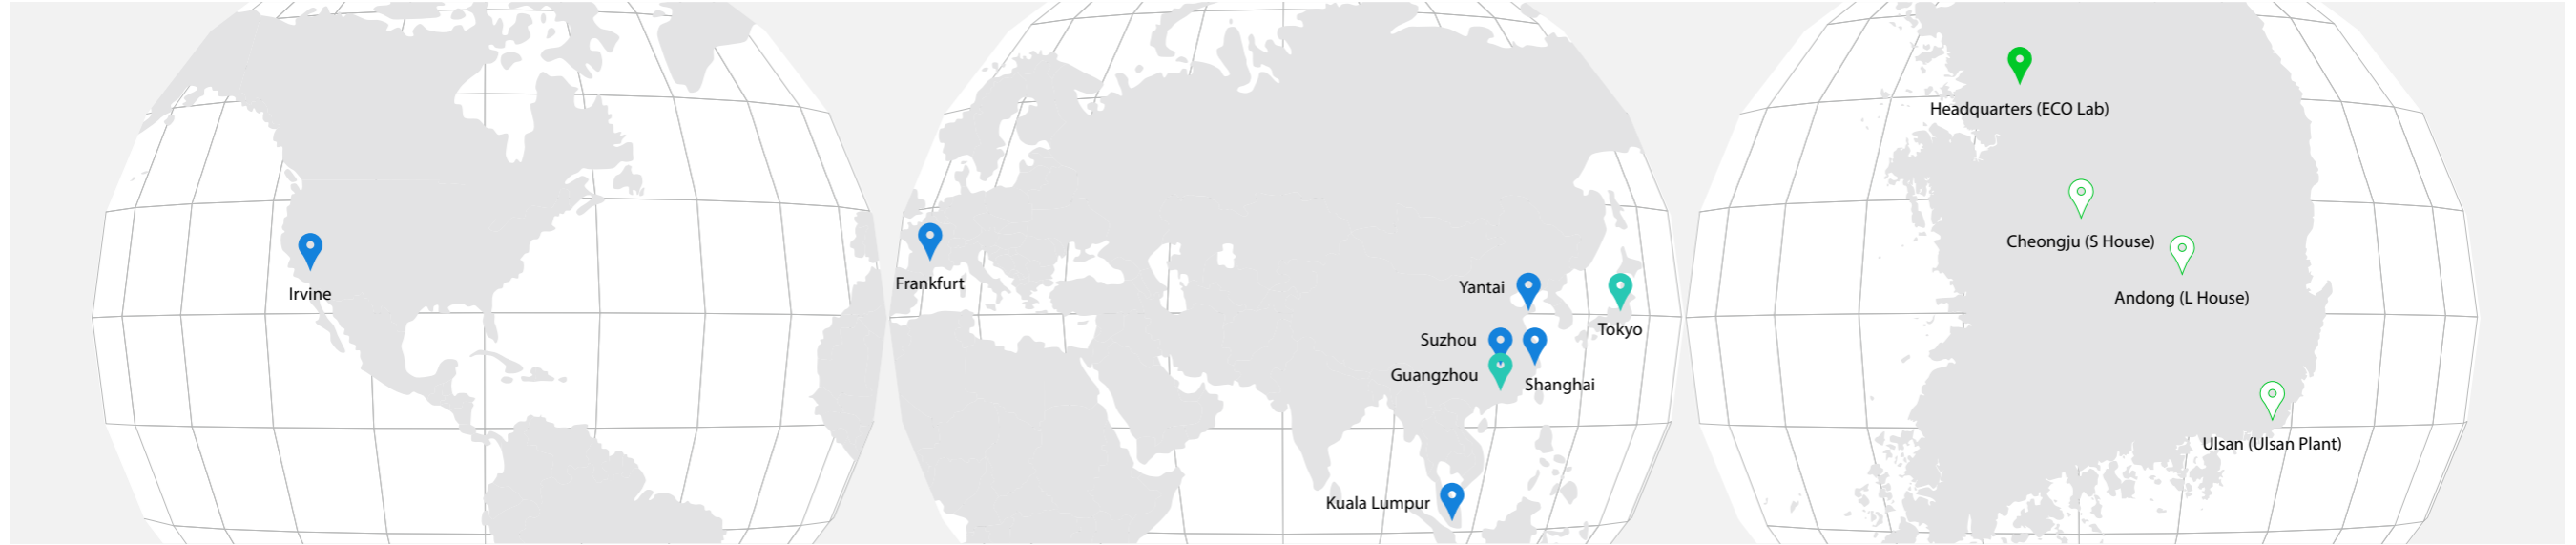 Irvine
Frankfurt
Yantai
Tokyo
Suzhou
Guangzhou
Shanghai
Kuala Lumpur
Headquarters (ECO Lab)
Cheongju (S House)
Andong (L House)
Ulsan (Ulsan Plant)